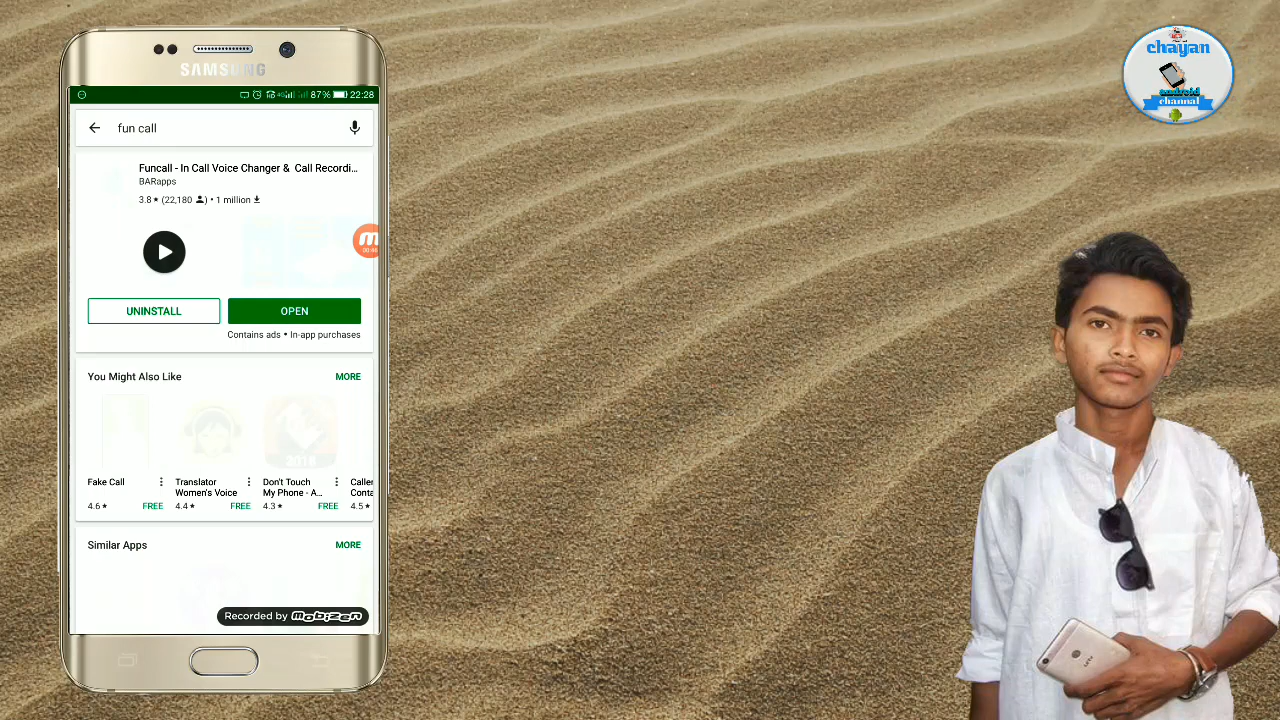 SAMSUNG
87% 22:28
fun call
Funcall - In Call Voice Changer & Call Recordi...
BARapps
3.8 ★ (22,180 ) • 1 million
UNINSTALL
OPEN
Contains ads • In-app purchases
You Might Also Like
MORE
2018
Fake Call
Translator
Women's Voice
Don't Touch
My Phone - A...
Caller
Conta
4.6 ★
FREE
4.4 ★
FREE
4.3 ★
FREE
4.5 ★
Similar Apps
MORE
Recorded by mobizen
chayan
android
channel